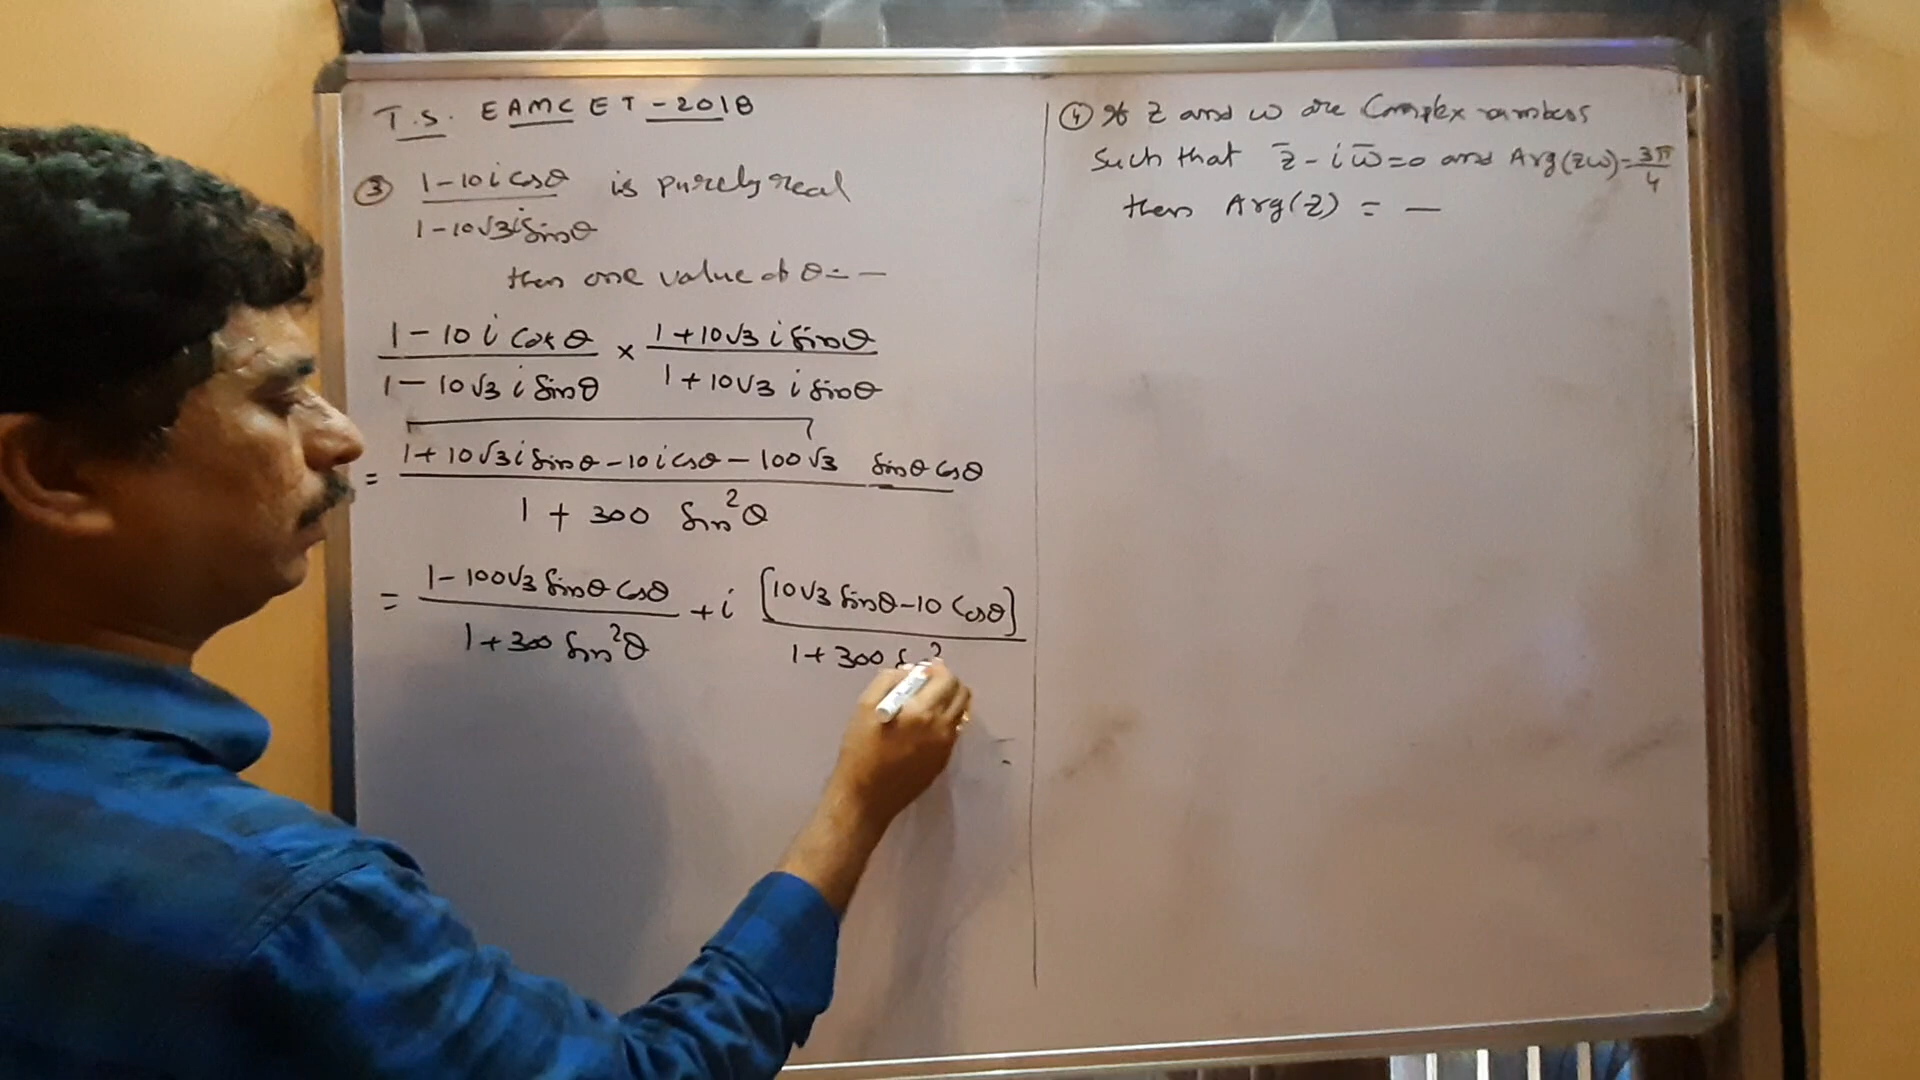 T.S. EAMCET-2018
③ 1-10i cosθ / 1-10√3 i sinθ is purely real
then one value of θ = —
1-10 i cos θ / 1-10√3 i sinθ × 1+10√3 i sinθ / 1+10√3 i sinθ
= 1+10√3 i sinθ-10 i cosθ-100√3 sinθ cosθ / 1+300 sin²θ
= 1-100√3 sinθ cosθ / 1+300 sin²θ + i [10√3 sinθ-10 cosθ] / 1+300
④ If z and ω are Complex numbers
such that z̄ - i ω̄ = 0 and Arg(zω) = 3π/4
then Arg(z) = —